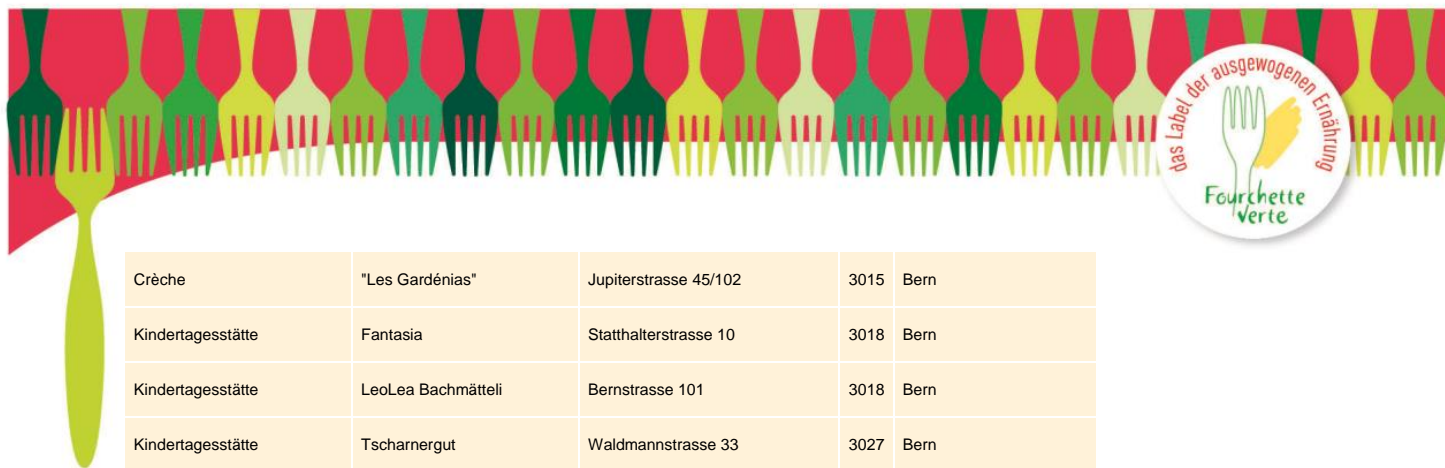 das Label der ausgewogenen Ernährung
Fourchette
verte
Crèche "Les Gardénias" Jupiterstrasse 45/102 3015 Bern
Kindertagesstätte Fantasia Statthalterstrasse 10 3018 Bern
Kindertagesstätte LeoLea Bachmätteli Bernstrasse 101 3018 Bern
Kindertagesstätte Tscharnergut Waldmannstrasse 33 3027 Bern